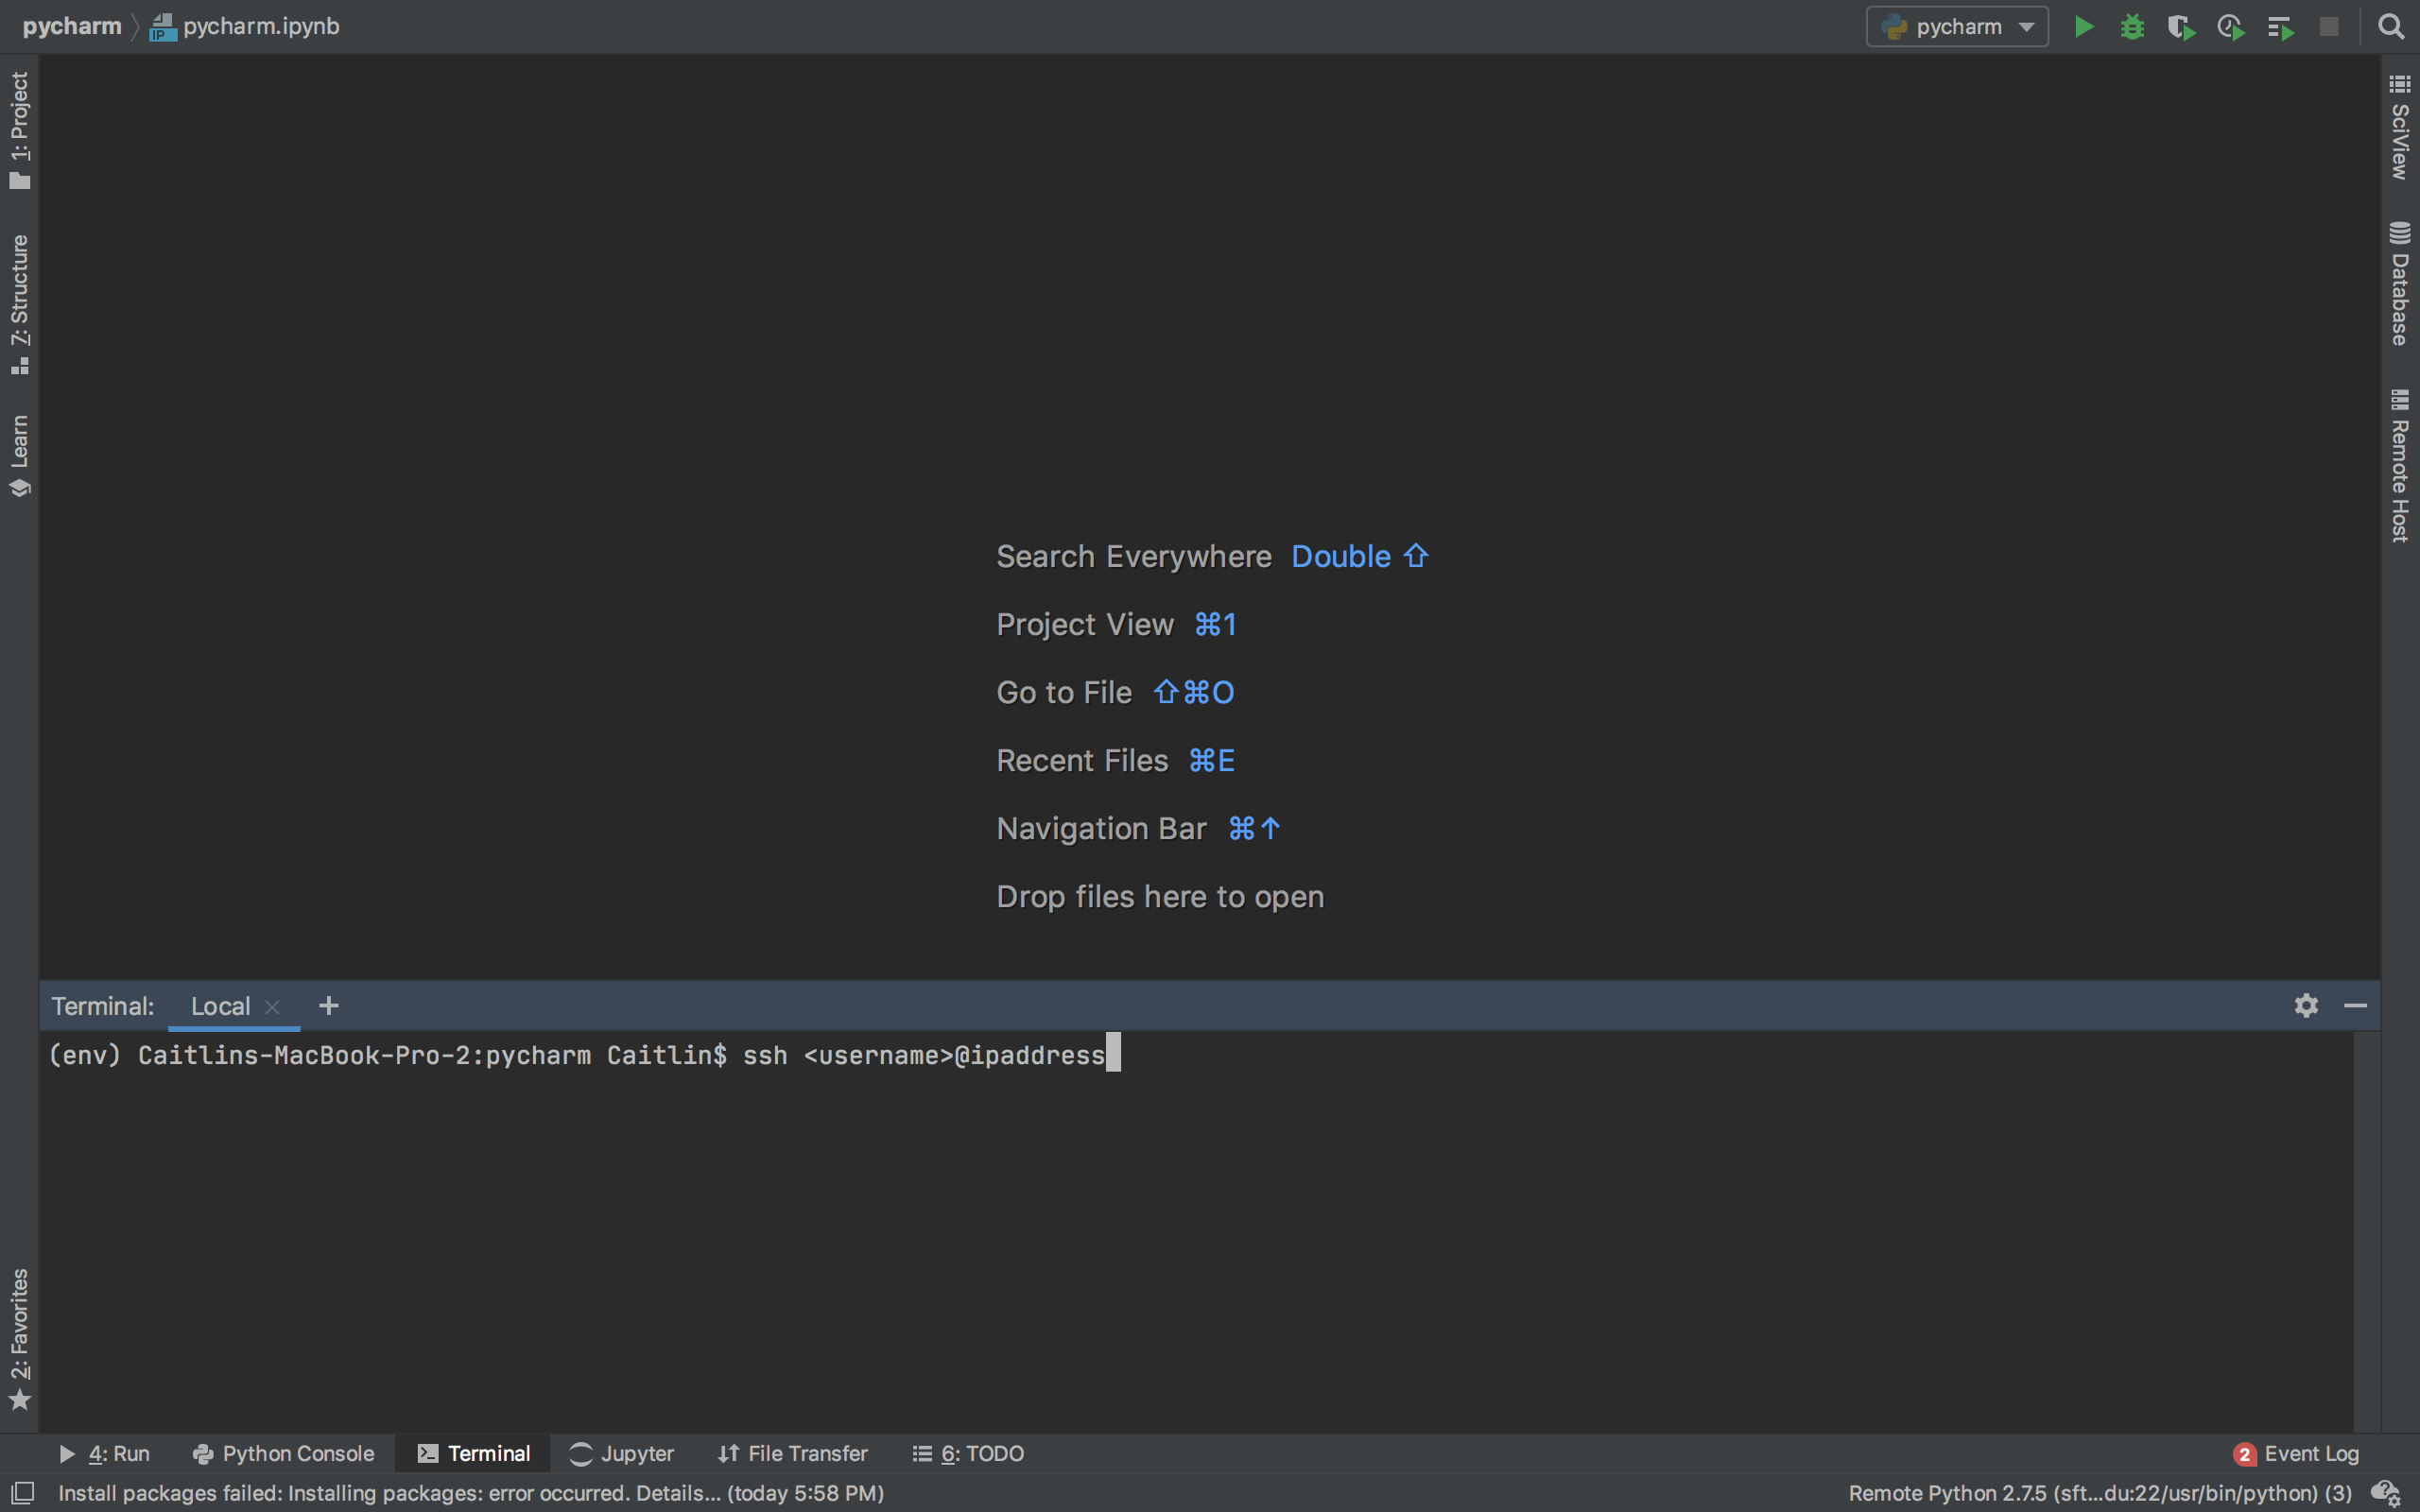 pycharm pycharm.ipynb
pycharm
1: Project
7: Structure
Learn
2: Favorites
SciView
Database
Remote Host
Search Everywhere Double ⇧
Project View ⌘1
Go to File ⇧⌘O
Recent Files ⌘E
Navigation Bar ⌘↑
Drop files here to open
Terminal: Local × +
(env) Caitlins-MacBook-Pro-2:pycharm Caitlin$ ssh <username>@ipaddress
4: Run Python Console Terminal Jupyter File Transfer 6: TODO 2 Event Log
Install packages failed: Installing packages: error occurred. Details... (today 5:58 PM) Remote Python 2.7.5 (sft...du:22/usr/bin/python) (3)